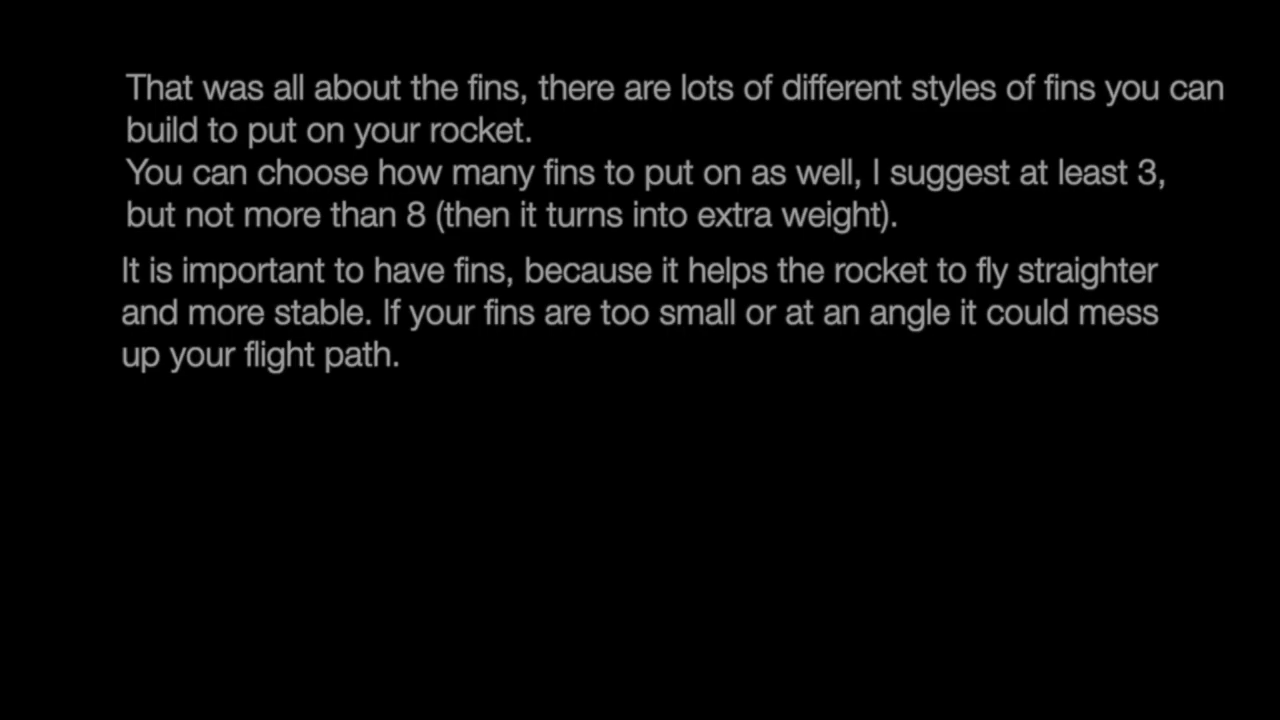 That was all about the fins, there are lots of different styles of fins you can
build to put on your rocket.
You can choose how many fins to put on as well, I suggest at least 3,
but not more than 8 (then it turns into extra weight).
It is important to have fins, because it helps the rocket to fly straighter
and more stable. If your fins are too small or at an angle it could mess
up your flight path.